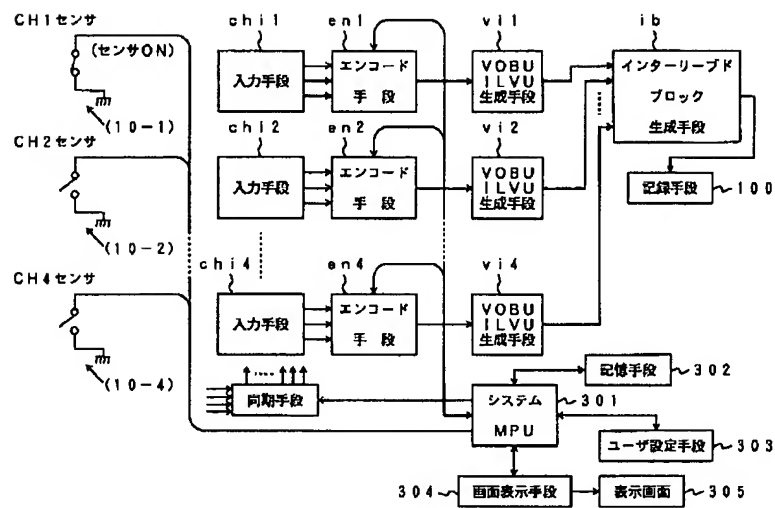 CH1センサ
(センサON)
(10-1)
CH2センサ
(10-2)
CH4センサ
(10-4)
chi1
入力手段
en1
エンコード
手段
vi1
VOBU
ILVU
生成手段
ib
インターリーブド
ブロック
生成手段
記録手段
100
chi2
入力手段
en2
エンコード
手段
vi2
VOBU
ILVU
生成手段
chi4
入力手段
en4
エンコード
手段
vi4
VOBU
ILVU
生成手段
同期手段
システム
MPU
301
記憶手段
302
ユーザ設定手段
303
304
画面表示手段
表示画面
305